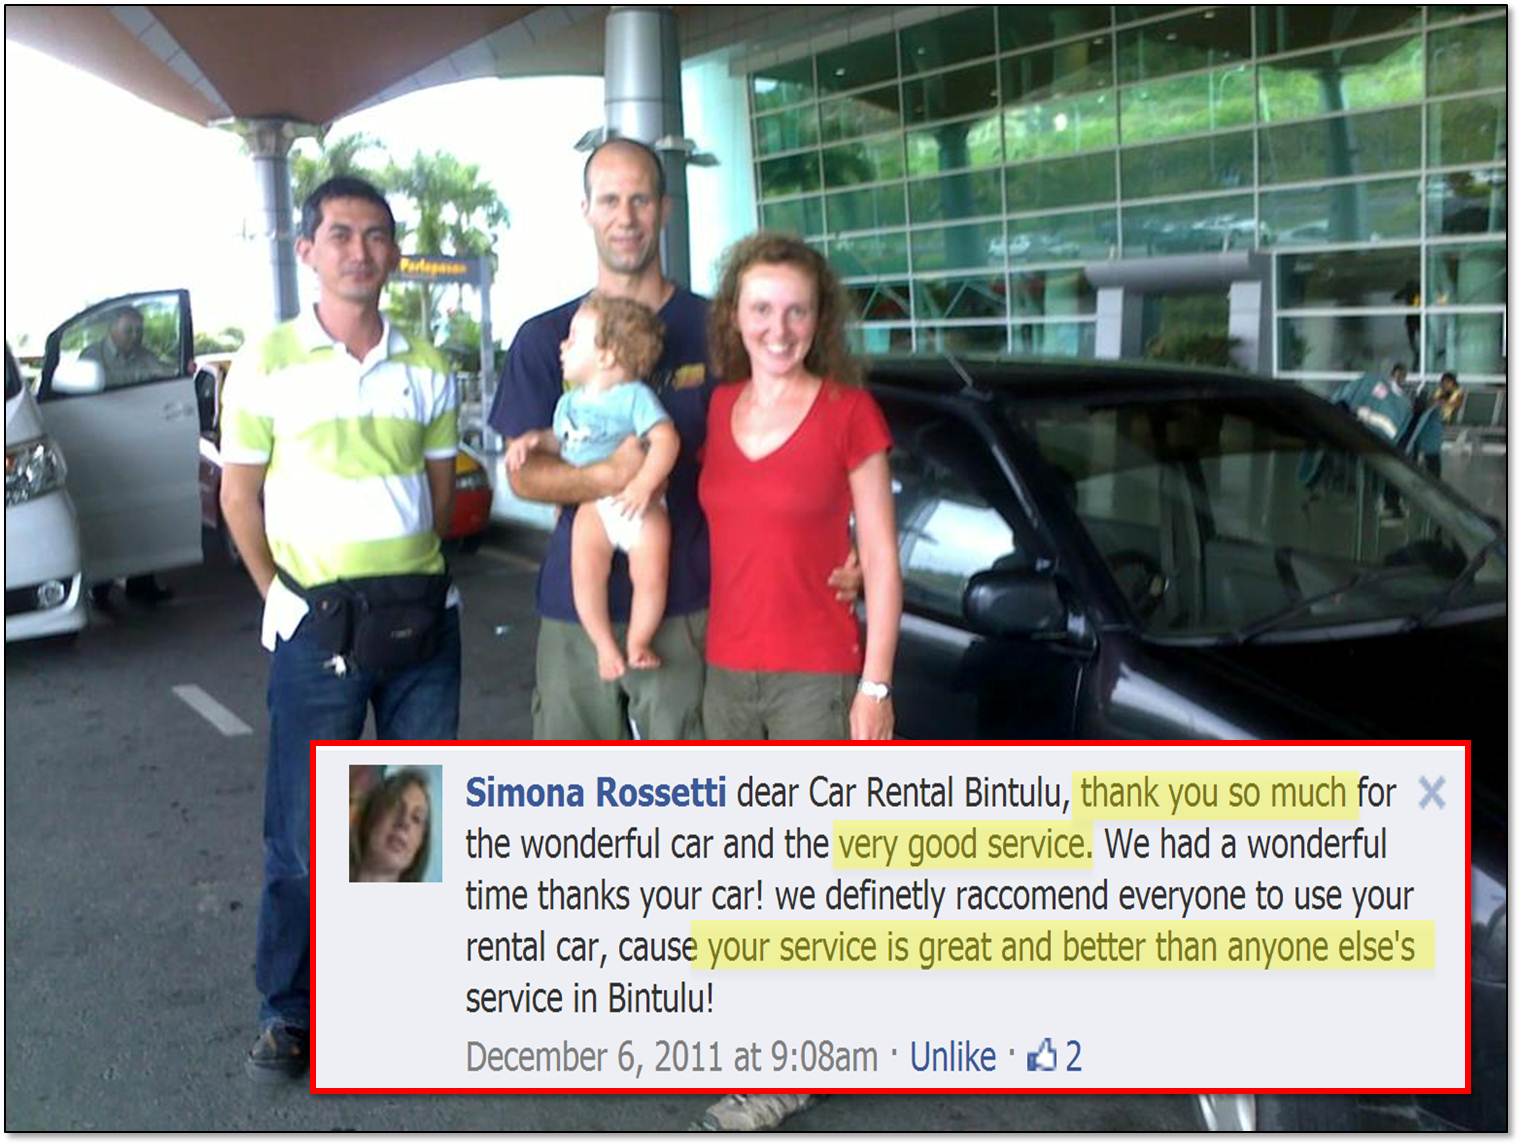 Perlepasan
Simona Rossetti dear Car Rental Bintulu, thank you so much for
the wonderful car and the very good service. We had a wonderful
time thanks your car! we definetly raccomend everyone to use your
rental car, cause your service is great and better than anyone else's
service in Bintulu!
December 6, 2011 at 9:08am · Unlike · 2